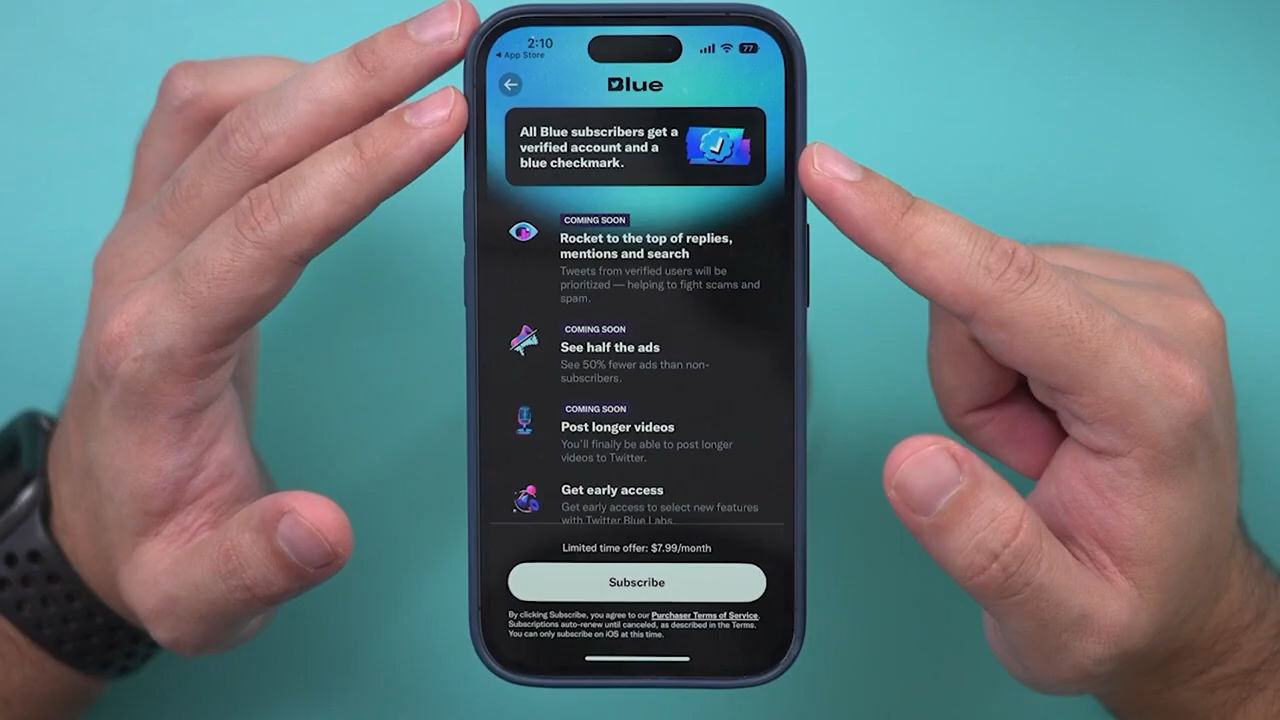 2:10
77
◀ App Store
Blue
All Blue subscribers get a
verified account and a
blue checkmark.
COMING SOON
Rocket to the top of replies,
mentions and search
Tweets from verified users will be
prioritized — helping to fight scams and
spam.
COMING SOON
See half the ads
See 50% fewer ads than non-
subscribers.
COMING SOON
Post longer videos
You'll finally be able to post longer
videos to Twitter.
Get early access
Get early access to select new features
with Twitter Blue Labs.
Limited time offer: $7.99/month
Subscribe
By clicking Subscribe, you agree to our Purchaser Terms of Service.
Subscriptions auto-renew until canceled, as described in the Terms.
You can only subscribe on iOS at this time.